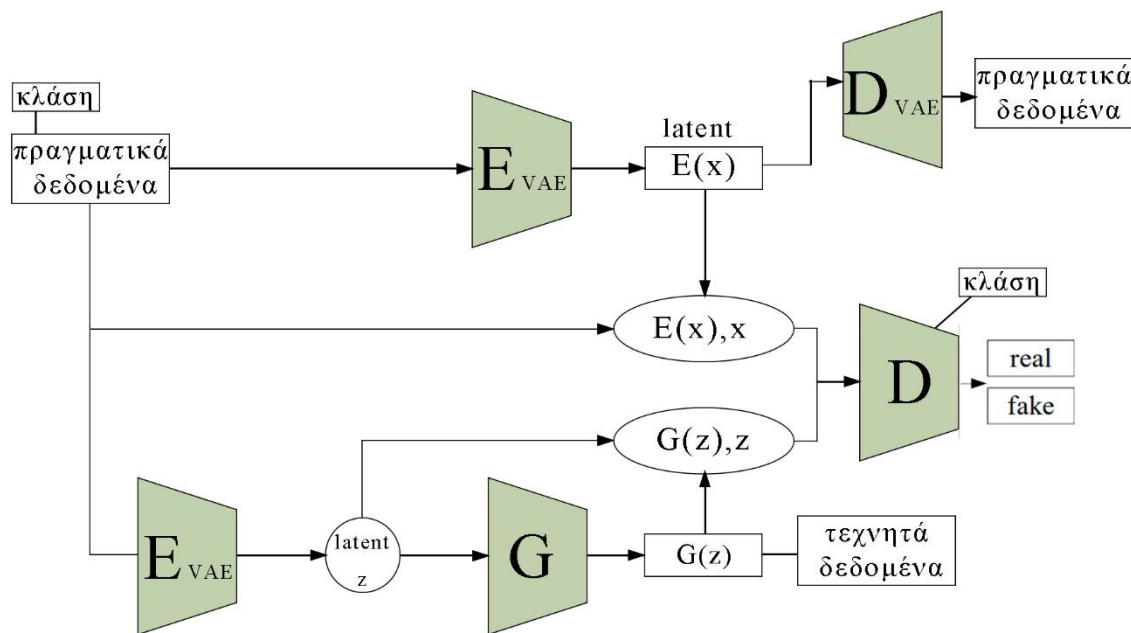 κλάση
πραγματικά
δεδομένα
E VAE
latent
E(x)
D VAE
πραγματικά
δεδομένα
E(x),x
κλάση
D
real
fake
G(z),z
E VAE
latent
z
G
G(z)
τεχνητά
δεδομένα